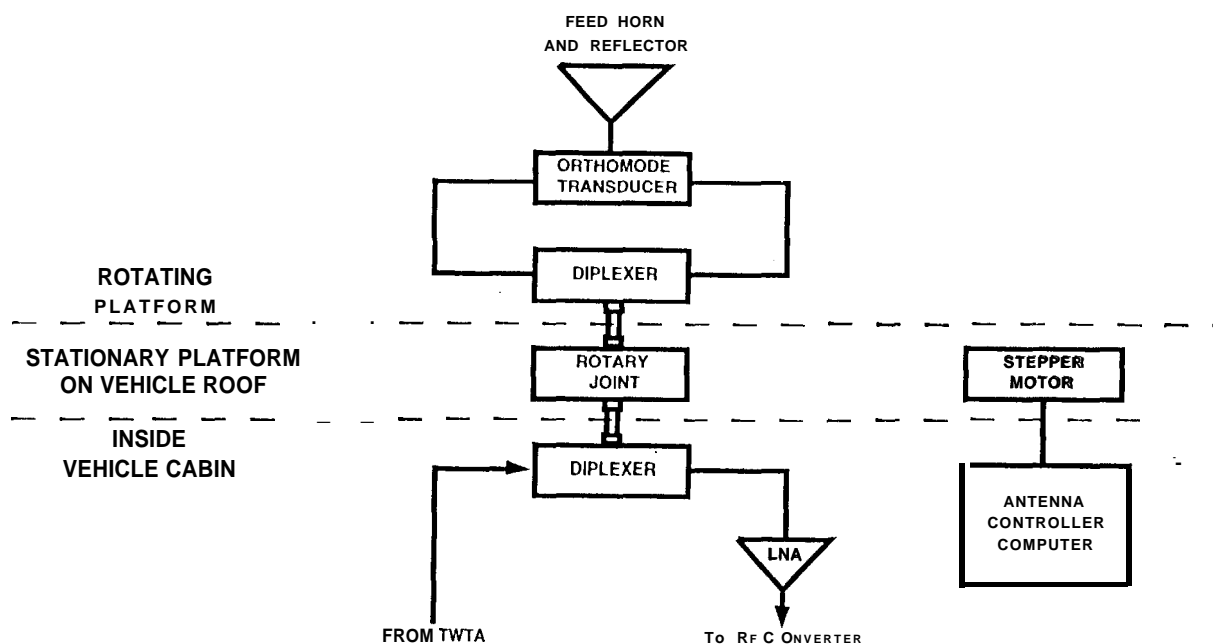 FEED HORN
AND REFLECTOR
ORTHOMODE
TRANSDUCER
DIPLEXER
ROTATING
PLATFORM
STATIONARY PLATFORM
ON VEHICLE ROOF
ROTARY
JOINT
STEPPER
MOTOR
INSIDE
VEHICLE CABIN
DIPLEXER
ANTENNA
CONTROLLER
COMPUTER
LNA
FROM TWTA
To RF CONVERTER